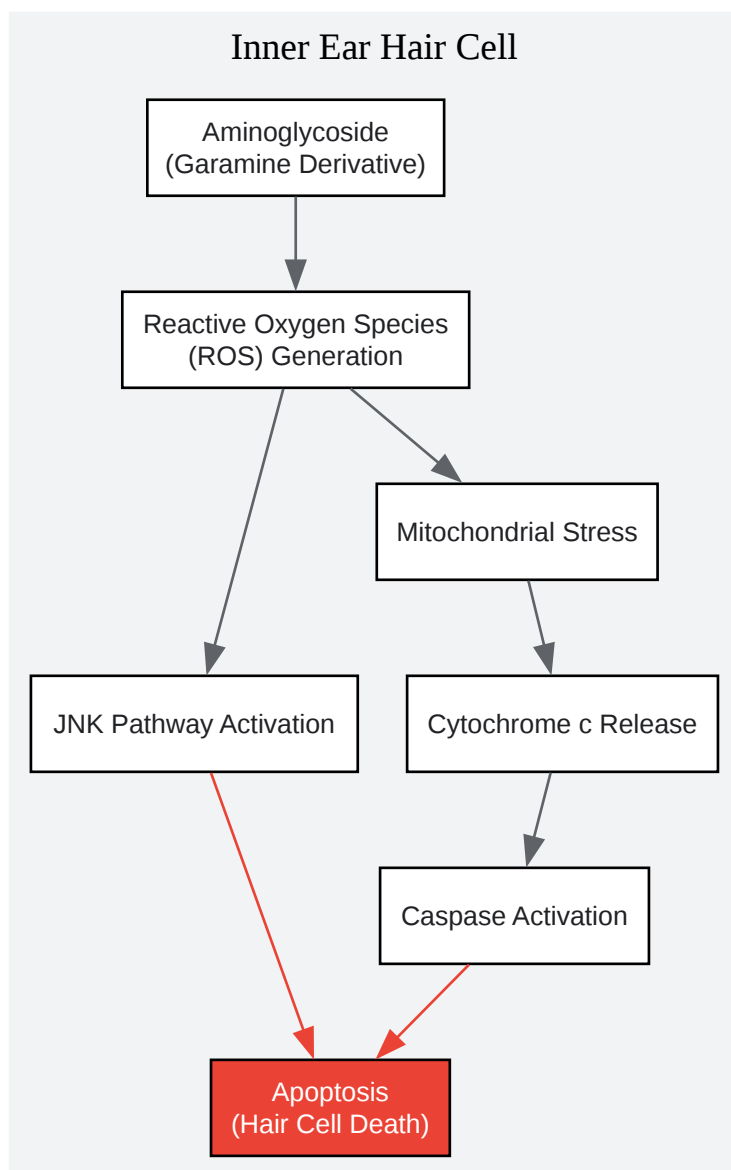 Inner Ear Hair Cell
Aminoglycoside
(Garamine Derivative)
Reactive Oxygen Species
(ROS) Generation
Mitochondrial Stress
JNK Pathway Activation
Cytochrome c Release
Caspase Activation
Apoptosis
(Hair Cell Death)